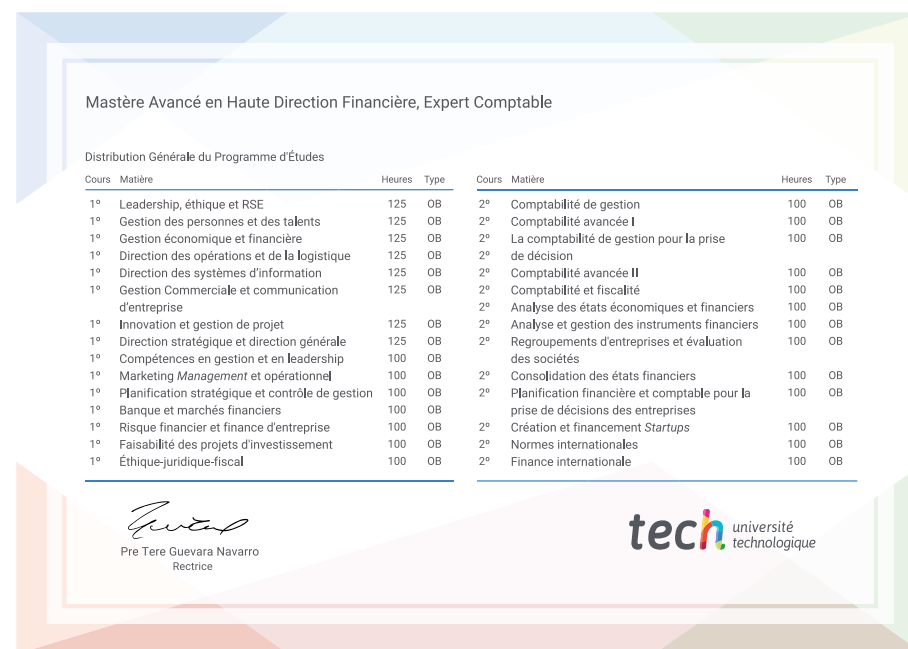 Mastère Avancé en Haute Direction Financière, Expert Comptable
Distribution Générale du Programme d'Études
Cours Matière Heures Type
1º Leadership, éthique et RSE 125 OB
1º Gestion des personnes et des talents 125 OB
1º Gestion économique et financière 125 OB
1º Direction des opérations et de la logistique 125 OB
1º Direction des systèmes d’information 125 OB
1º Gestion Commerciale et communication 125 OB
d’entreprise
1º Innovation et gestion de projet 125 OB
1º Direction stratégique et direction générale 125 OB
1º Compétences en gestion et en leadership 100 OB
1º Marketing Management et opérationnel 100 OB
1º Planification stratégique et contrôle de gestion 100 OB
1º Banque et marchés financiers 100 OB
1º Risque financier et finance d'entreprise 100 OB
1º Faisabilité des projets d'investissement 100 OB
1º Éthique-juridique-fiscal 100 OB
Cours Matière Heures Type
2º Comptabilité de gestion 100 OB
2º Comptabilité avancée I 100 OB
2º La comptabilité de gestion pour la prise 100 OB
2º de décision
2º Comptabilité avancée II 100 OB
2º Comptabilité et fiscalité 100 OB
2º Analyse des états économiques et financiers 100 OB
2º Analyse et gestion des instruments financiers 100 OB
2º Regroupements d'entreprises et évaluation 100 OB
des sociétés
2º Consolidation des états financiers 100 OB
2º Planification financière et comptable pour la 100 OB
prise de décisions des entreprises
2º Création et financement Startups 100 OB
2º Normes internationales 100 OB
2º Finance internationale 100 OB
Pre Tere Guevara Navarro
Rectrice
tech université
technologique